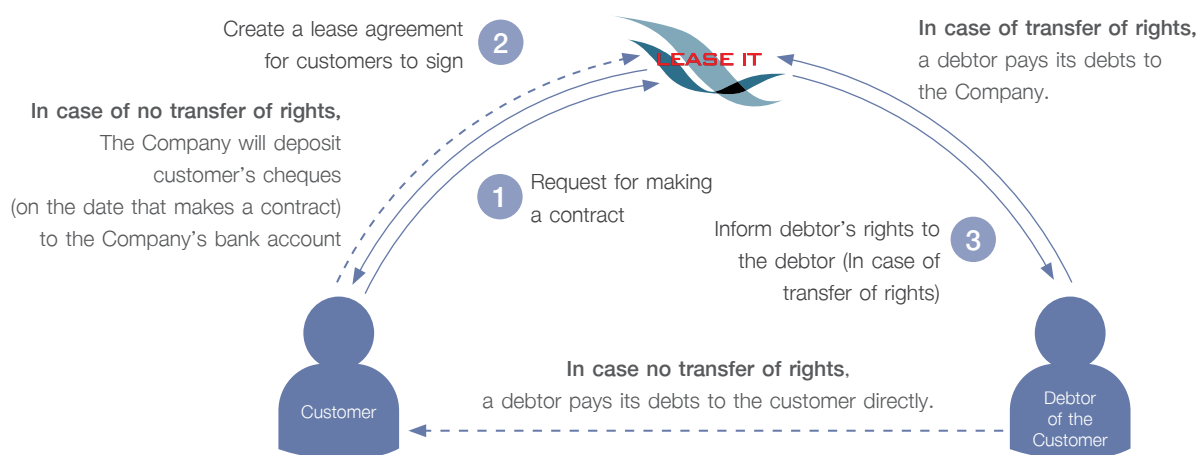 Create a lease agreement
for customers to sign
2
LEASE IT
In case of transfer of rights,
a debtor pays its debts to
the Company.
In case of no transfer of rights,
The Company will deposit
customer's cheques
(on the date that makes a contract)
to the Company's bank account
1
Request for making
a contract
Inform debtor's rights to
the debtor (In case of
transfer of rights)
3
In case no transfer of rights,
a debtor pays its debts to the customer directly.
Customer
Debtor
of the
Customer